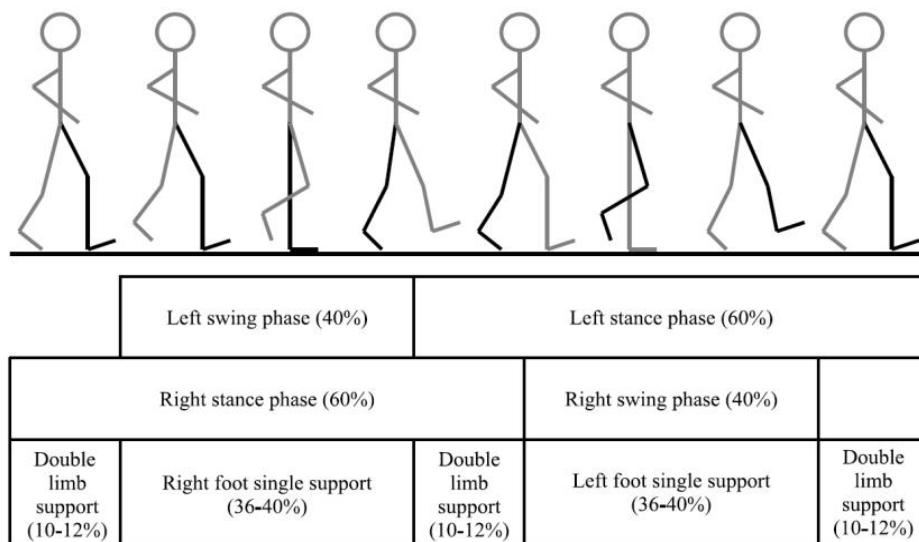 Left swing phase (40%)
Left stance phase (60%)
Right stance phase (60%)
Right swing phase (40%)
Double
limb
support
(10-12%)
Right foot single support
(36-40%)
Double
limb
support
(10-12%)
Left foot single support
(36-40%)
Double
limb
support
(10-12%)